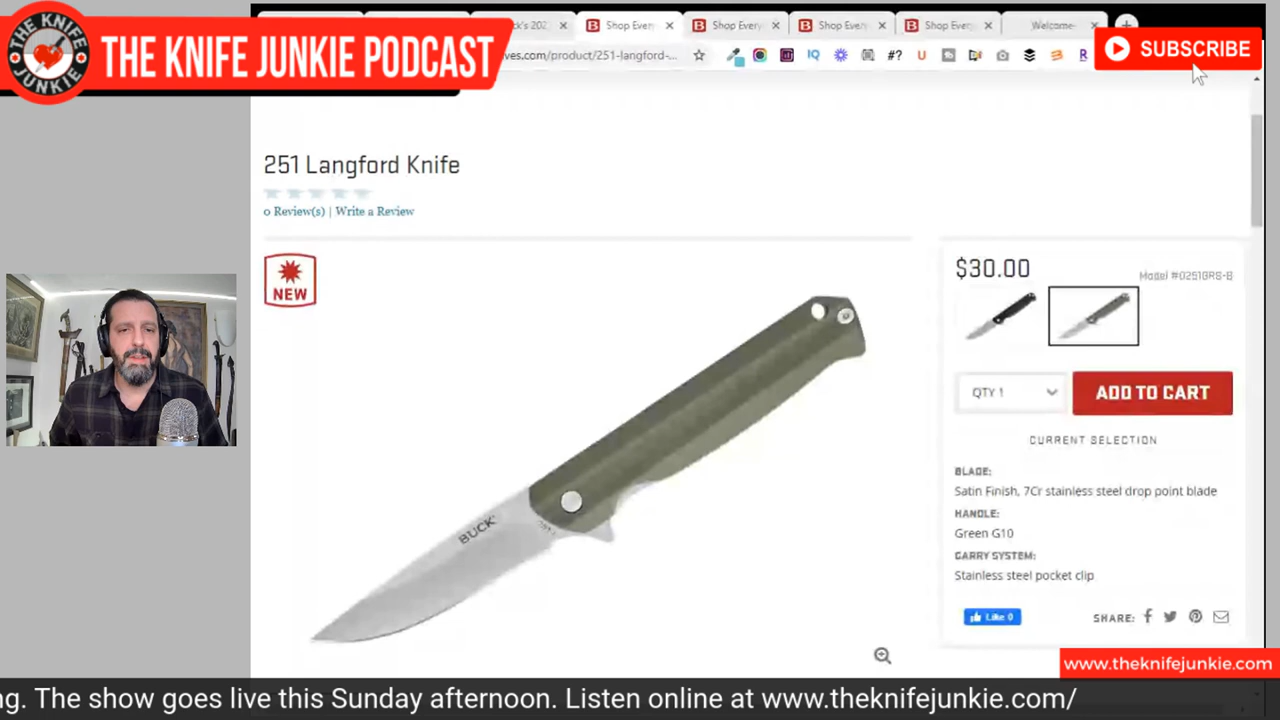 THE KNIFE JUNKIE
THE KNIFE JUNKIE PODCAST
Shop Every
Shop Every
Shop Ever
Shop Ever
Welcome
ves.com/product/251-langford-...
IQ
#?
U
R
SUBSCRIBE
251 Langford Knife
0 Review(s) | Write a Review
NEW
$30.00
Model #0251GRS-B
QTY 1
ADD TO CART
CURRENT SELECTION
BLADE:
Satin Finish, 7Cr stainless steel drop point blade
HANDLE:
Green G10
CARRY SYSTEM:
Stainless steel pocket clip
Like 0
SHARE:
BUCK
www.theknifejunkie.com
ng. The show goes live this Sunday afternoon. Listen online at www.theknifejunkie.com/